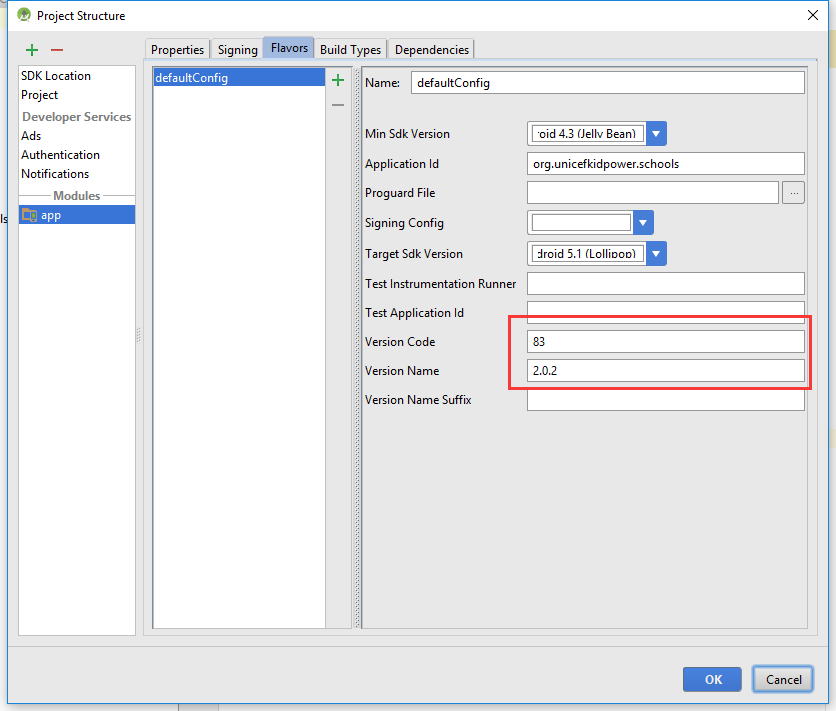 Project Structure
Properties Signing Flavors Build Types Dependencies
SDK Location
Project
Developer Services
Ads
Authentication
Notifications
Modules
app
defaultConfig
Name: defaultConfig
Min Sdk Version oid 4.3 (Jelly Bean)
Application Id org.unicefkidpower.schools
Proguard File ...
Signing Config
Target Sdk Version droid 5.1 (Lollipop)
Test Instrumentation Runner
Test Application Id
Version Code 83
Version Name 2.0.2
Version Name Suffix
OK Cancel
ls